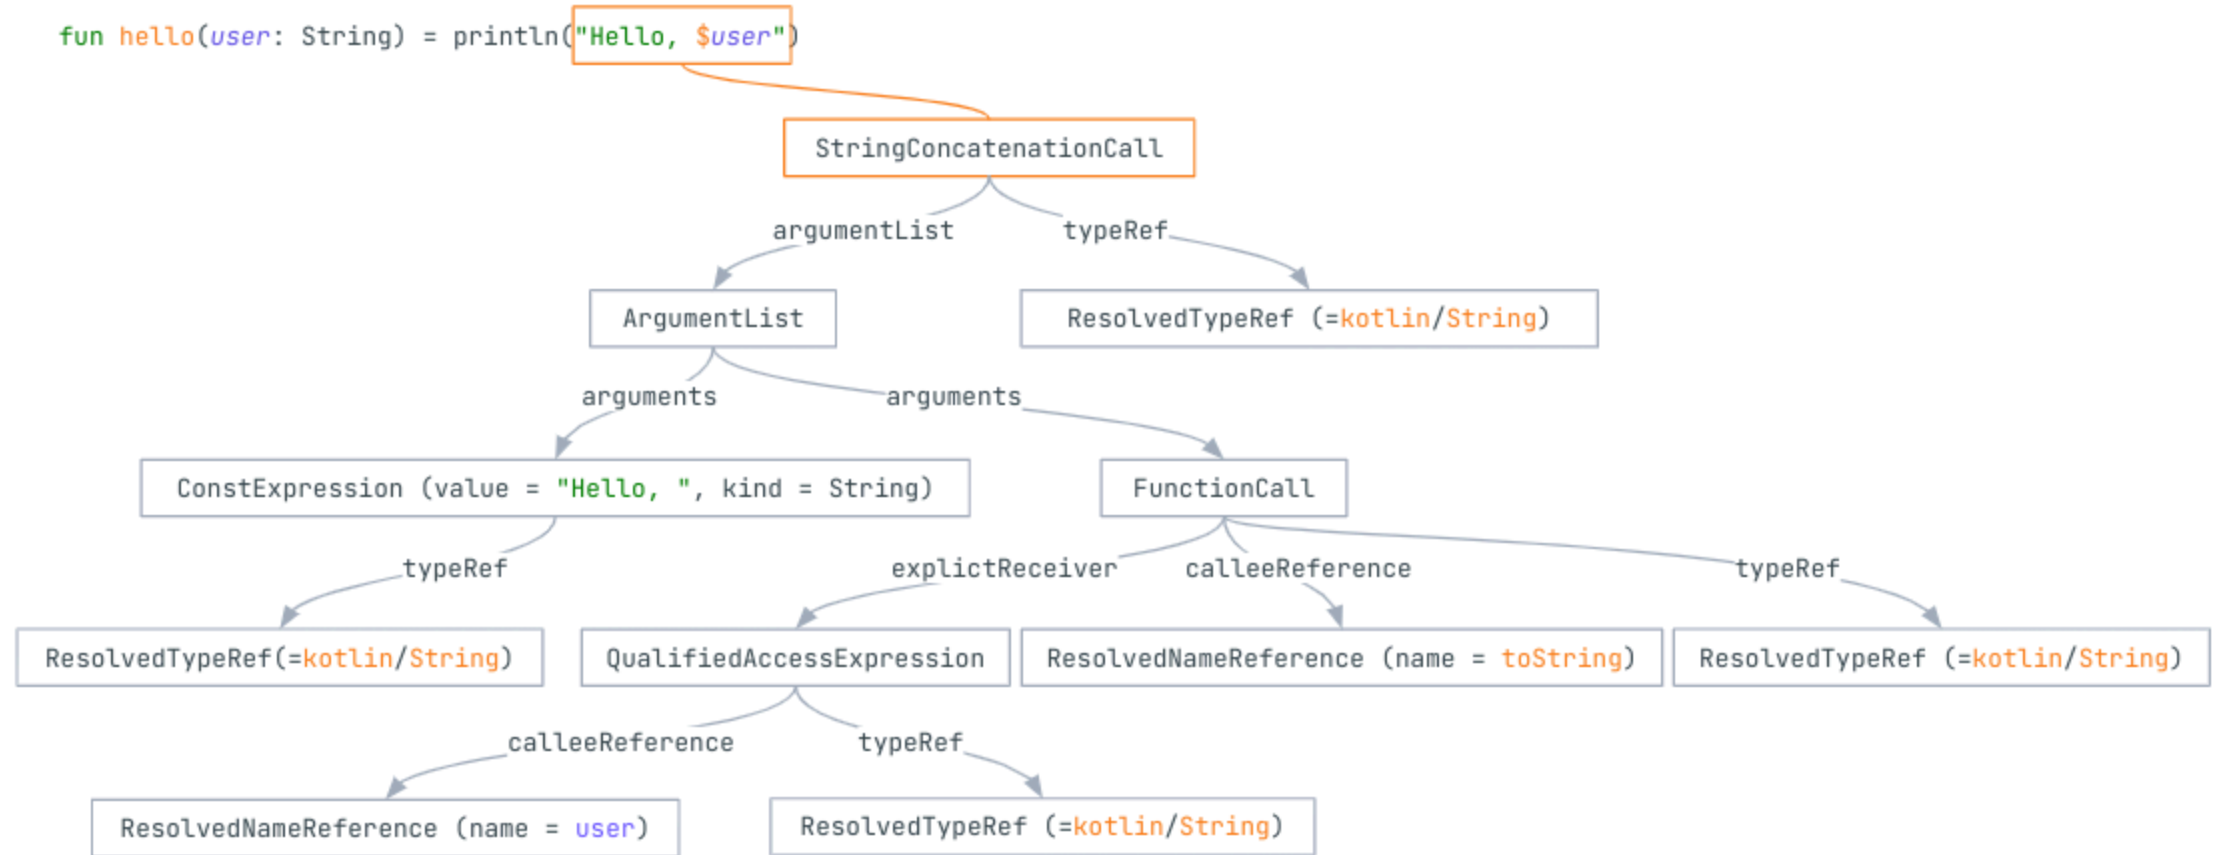 fun hello(user: String) = println("Hello, $user")
StringConcatenationCall
argumentList typeRef
ArgumentList ResolvedTypeRef (=kotlin/String)
arguments arguments
ConstExpression (value = "Hello, ", kind = String) FunctionCall
typeRef explictReceiver calleeReference typeRef
ResolvedTypeRef(=kotlin/String) QualifiedAccessExpression ResolvedNameReference (name = toString) ResolvedTypeRef (=kotlin/String)
calleeReference typeRef
ResolvedNameReference (name = user) ResolvedTypeRef (=kotlin/String)